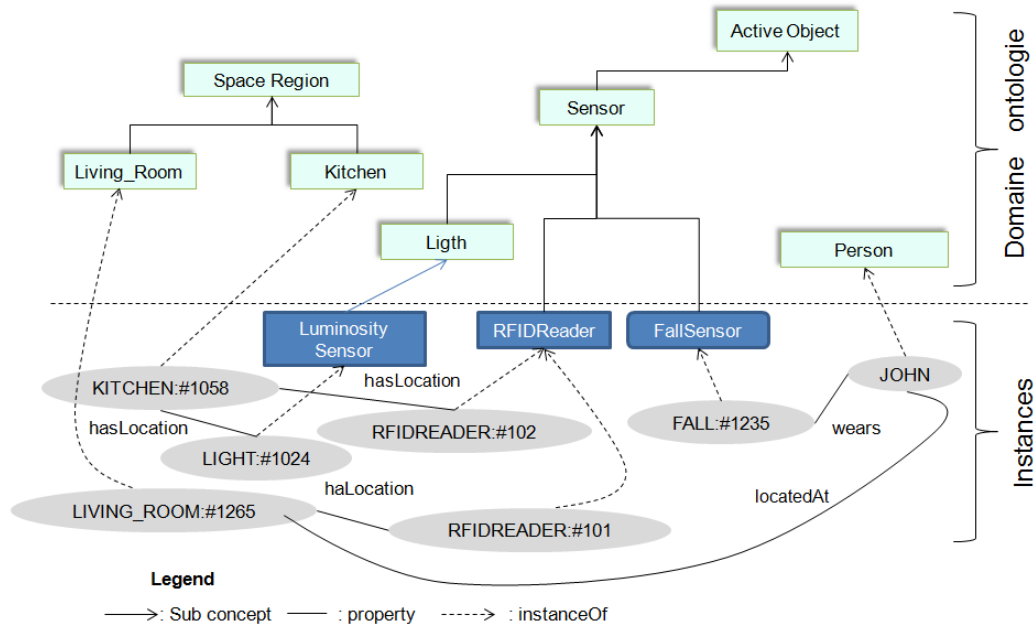 Active Object
ontologie
Space Region
Sensor
Living_Room
Kitchen
Domaine
Ligth
Person
Luminosity
Sensor
RFIDReader
FallSensor
KITCHEN:#1058
hasLocation
JOHN
hasLocation
RFIDREADER:#102
FALL:#1235
wears
LIGHT:#1024
Instances
haLocation
locatedAt
LIVING_ROOM:#1265
RFIDREADER:#101
Legend
: Sub concept
: property
: instanceOf